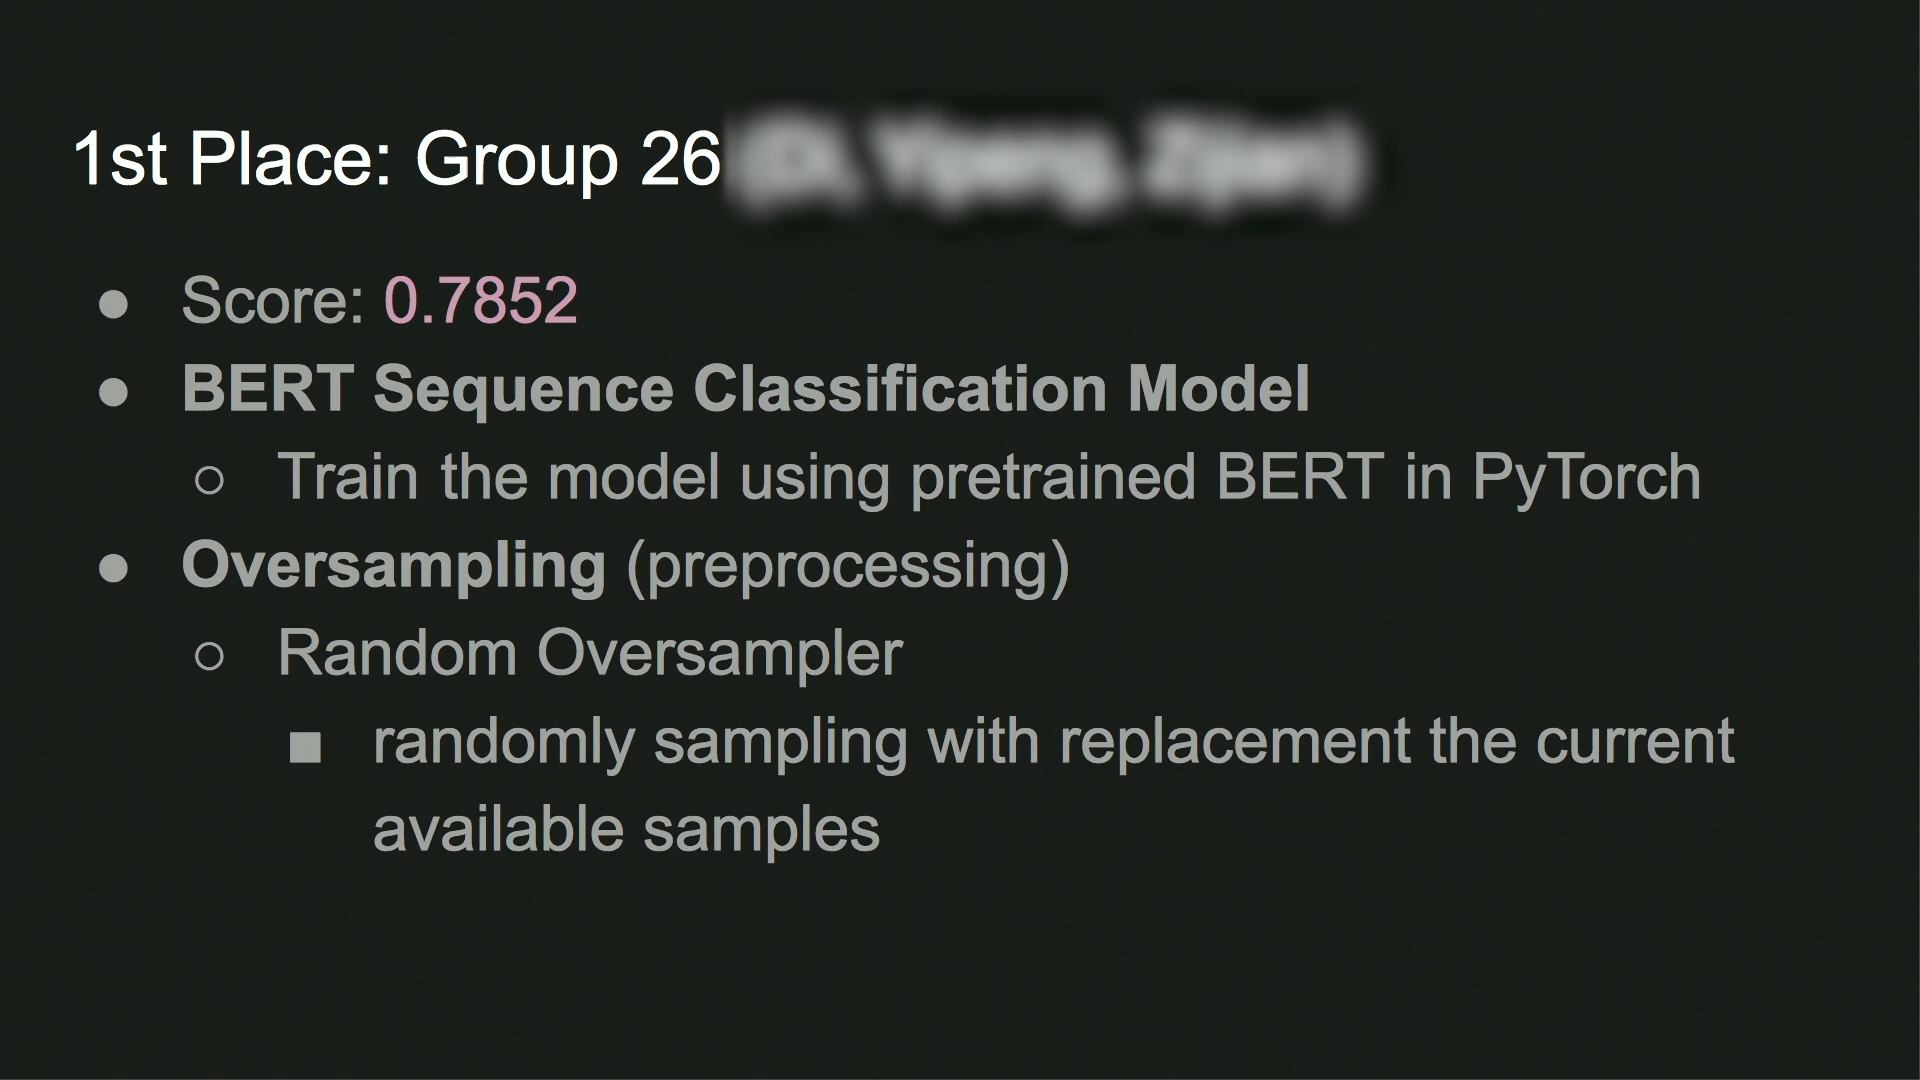 1st Place: Group 26
● Score: 0.7852
● BERT Sequence Classification Model
○ Train the model using pretrained BERT in PyTorch
● Oversampling (preprocessing)
○ Random Oversampler
■ randomly sampling with replacement the current
available samples